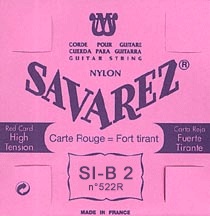 CORDE POUR GUITARE
CUERDA PARA GUITARRA
GUITAR STRING
NYLON
SAVAREZ®
Red Card
High
Tension
Carte Rouge = Fort tirant
Carta Roja
Fuerte
Tirante
SI-B 2
n°522R
MADE IN FRANCE